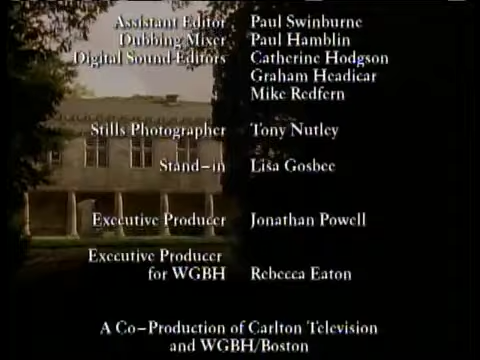 Assistant Editor Paul Swinburne
Dubbing Mixer Paul Hamblin
Digital Sound Editors Catherine Hodgson
Graham Headicar
Mike Redfern
Stills Photographer Tony Nutley
Stand-in Lisa Gosbee
Executive Producer Jonathan Powell
Executive Producer
for WGBH Rebecca Eaton
A Co-Production of Carlton Television
and WGBH/Boston